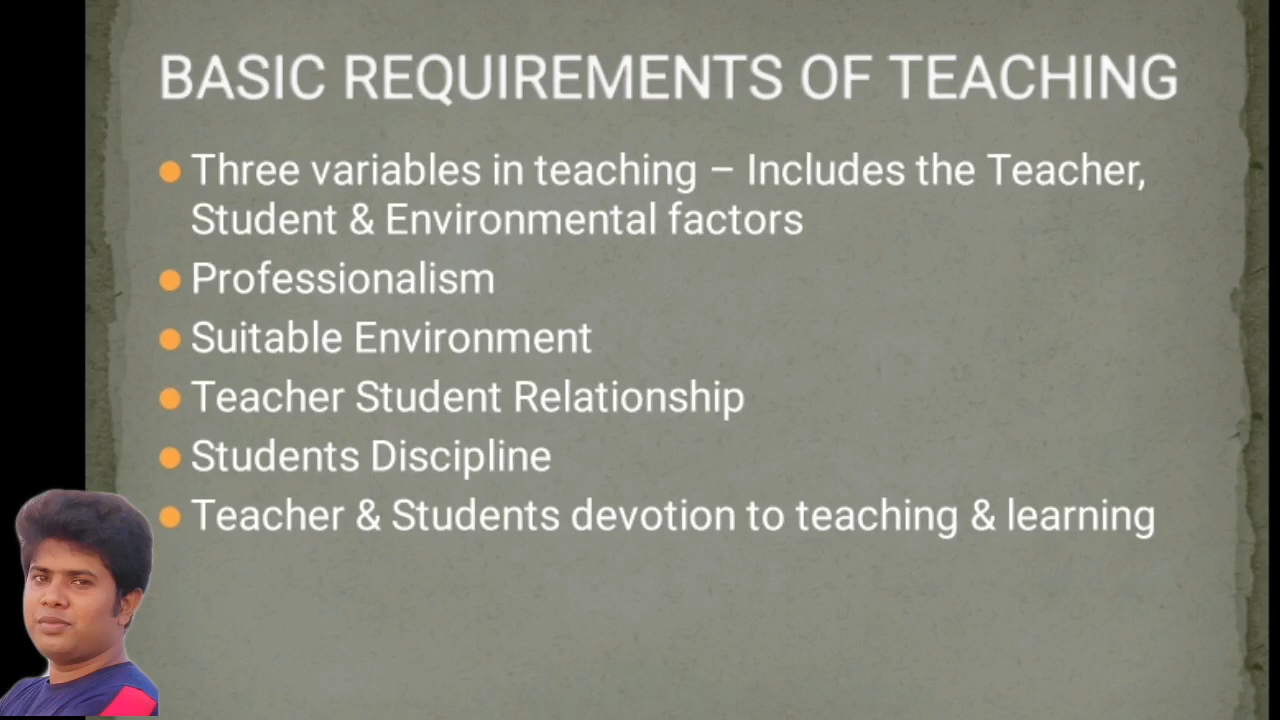 BASIC REQUIREMENTS OF TEACHING
Three variables in teaching – Includes the Teacher,
Student & Environmental factors
Professionalism
Suitable Environment
Teacher Student Relationship
Students Discipline
Teacher & Students devotion to teaching & learning